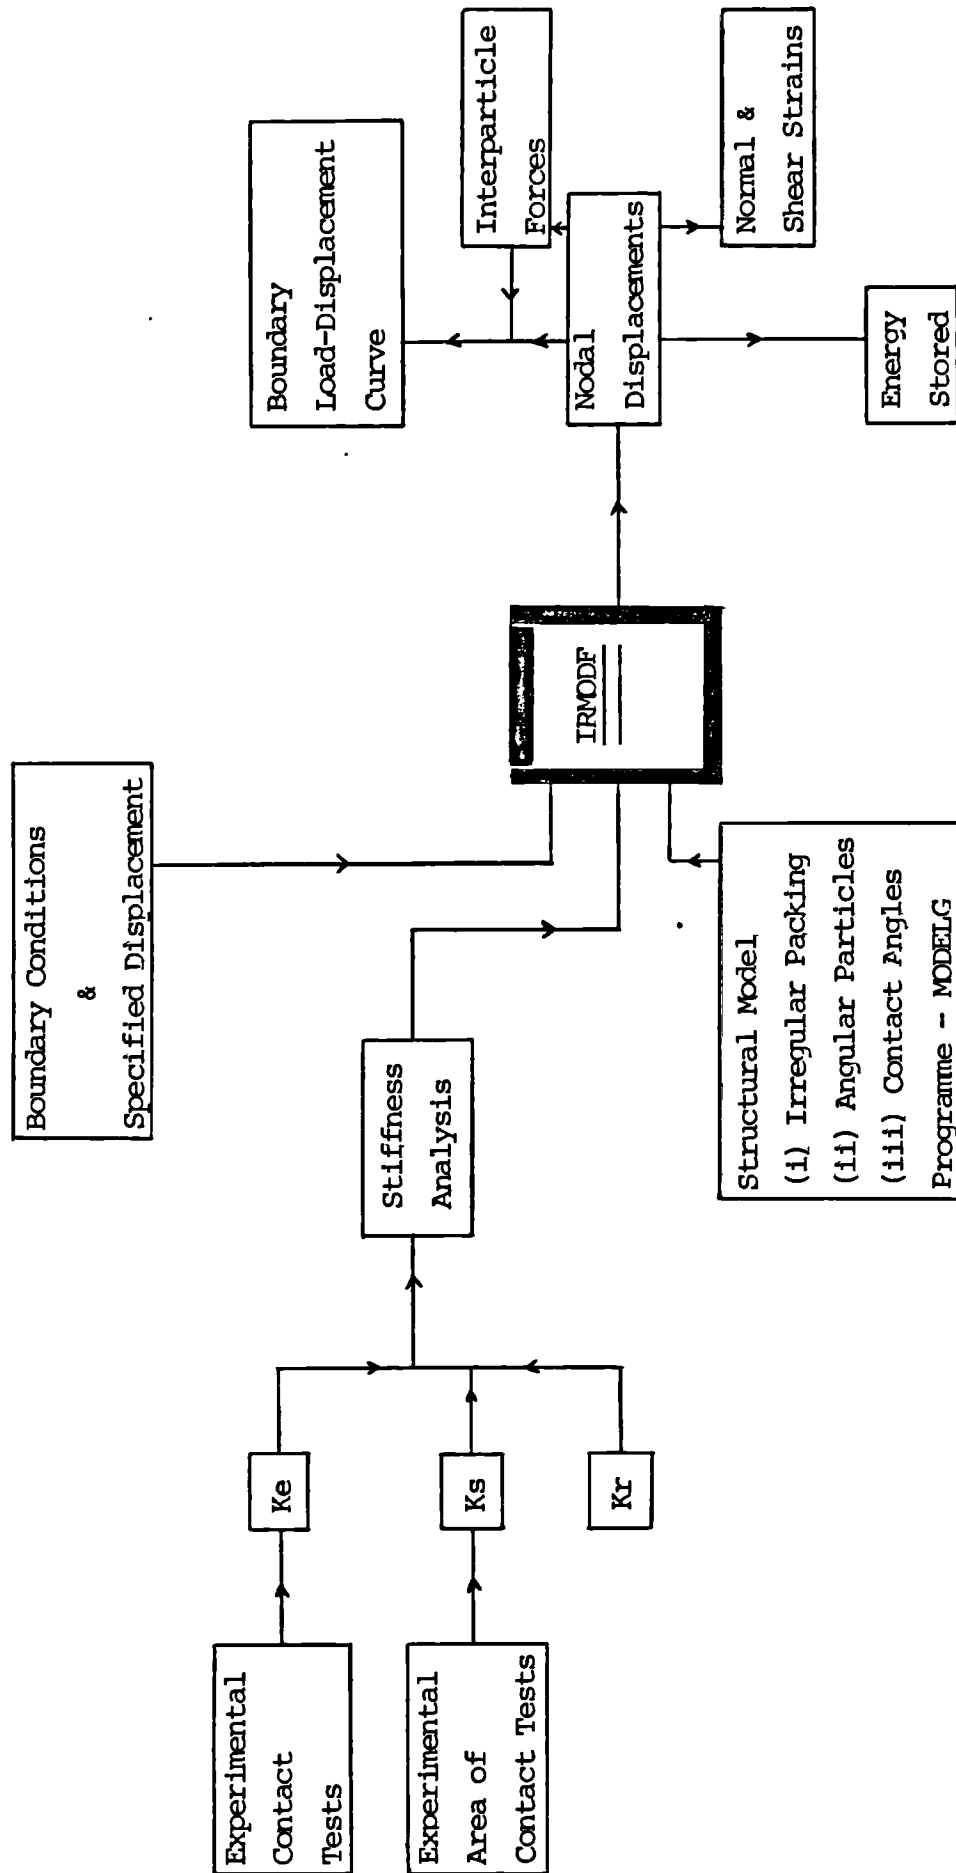 Experimental
Contact
Tests
Experimental
Area of
Contact Tests
Ke
Ks
Kr
Stiffness
Analysis
Boundary Conditions
&
Specified Displacement
Structural Model
(i) Irregular Packing
(ii) Angular Particles
(iii) Contact Angles
Programme - MODELG
IRMODF
Nodal
Displacements
Boundary
Load-Displacement
Curve
Interparticle
Forces
Energy
Stored
Normal &
Shear Strains